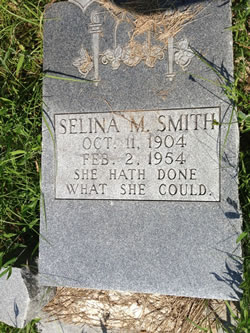 SELINA M. SMITH
OCT. 11, 1904
FEB. 2, 1954
SHE HATH DONE
WHAT SHE COULD.